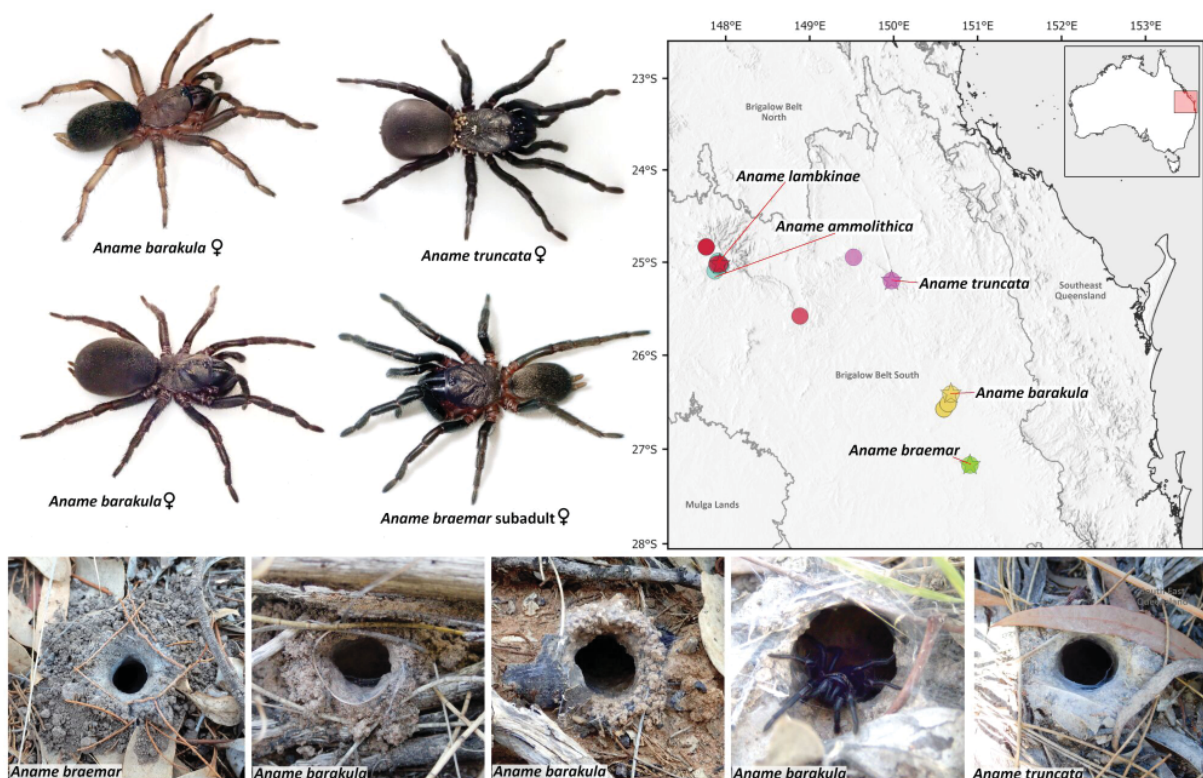 Aname barakula ♀
Aname truncata ♀
Aname barakula ♀
Aname braemar subadult ♀
148°E 149°E 150°E 151°E 152°E 153°E
23°S
24°S
25°S
26°S
27°S
28°S
Brigalow Belt
North
Aname lambkinae
Aname ammolithica
Aname truncata
Southeast
Queensland
Brigalow Belt South
Aname barakula
Aname braemar
Mulga Lands
Aname braemar
Aname barakula
Aname barakula
Aname barakula
Aname truncata